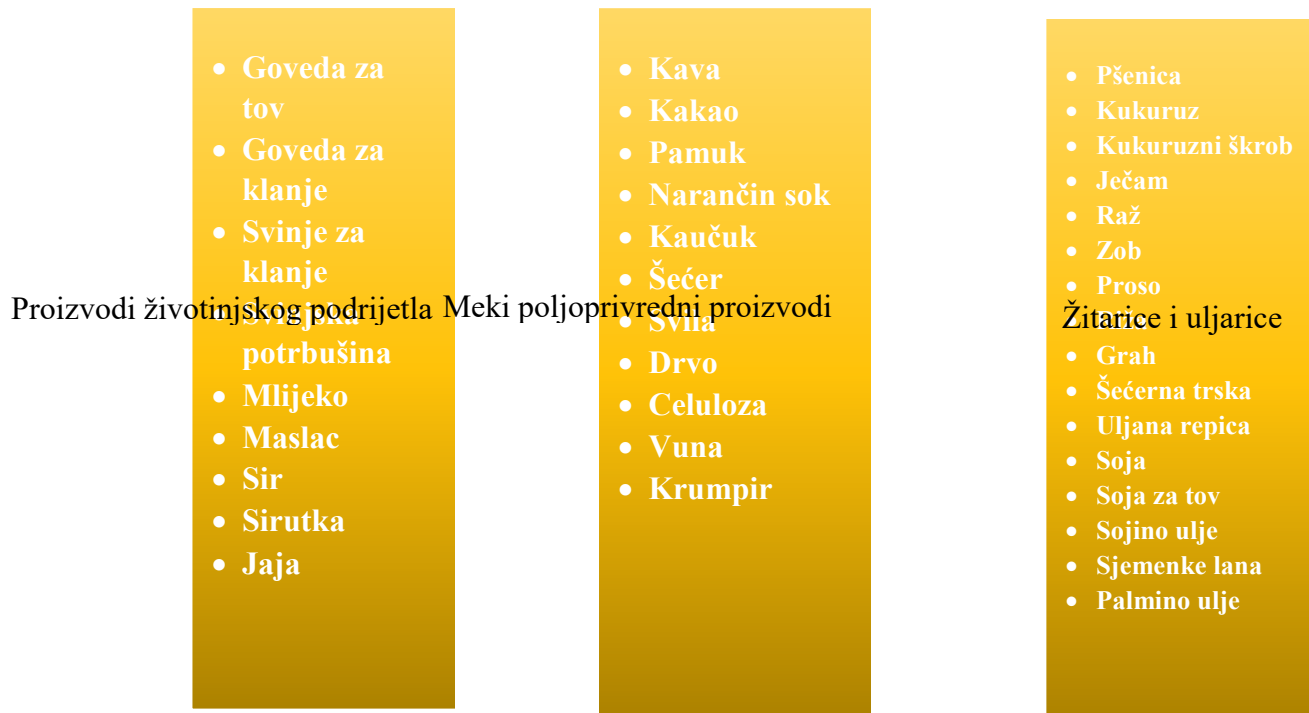 Proizvodi životinjskog podrijetla
• Goveda za
tov
• Goveda za
klanje
• Svinje za
klanje
• Svinjska
potrbušina
• Mlijeko
• Maslac
• Sir
• Sirutka
• Jaja
Meki poljoprivredni proizvodi
• Kava
• Kakao
• Pamuk
• Narančin sok
• Kaučuk
• Šećer
• Svila
• Drvo
• Celuloza
• Vuna
• Krumpir
Žitarice i uljarice
• Pšenica
• Kukuruz
• Kukuruzni škrob
• Ječam
• Raž
• Zob
• Proso
• Grah
• Šećerna trska
• Uljana repica
• Soja
• Soja za tov
• Sojino ulje
• Sjemenke lana
• Palmino ulje